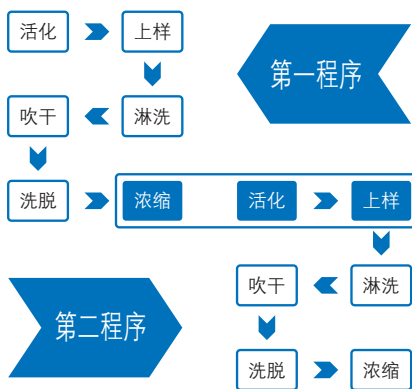 活化 上样
第一程序
吹干 淋洗
洗脱 浓缩 活化 上样
吹干 淋洗
第二程序
洗脱 浓缩